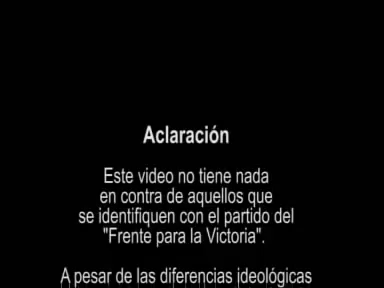 Aclaración
Este video no tiene nada
en contra de aquellos que
se identifiquen con el partido del
"Frente para la Victoria".
A pesar de las diferencias ideológicas